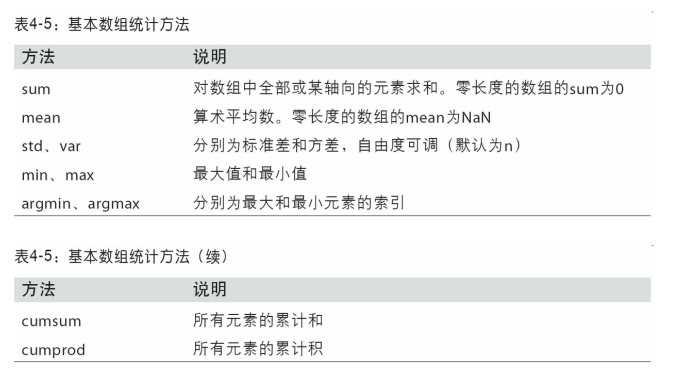 表4-5：基本数组统计方法
方法 说明
sum 对数组中全部或某轴向的元素求和。零长度的数组的sum为0
mean 算术平均数。零长度的数组的mean为NaN
std、var 分别为标准差和方差，自由度可调（默认为n）
min、max 最大值和最小值
argmin、argmax 分别为最大和最小元素的索引
表4-5：基本数组统计方法（续）
方法 说明
cumsum 所有元素的累计和
cumprod 所有元素的累计积